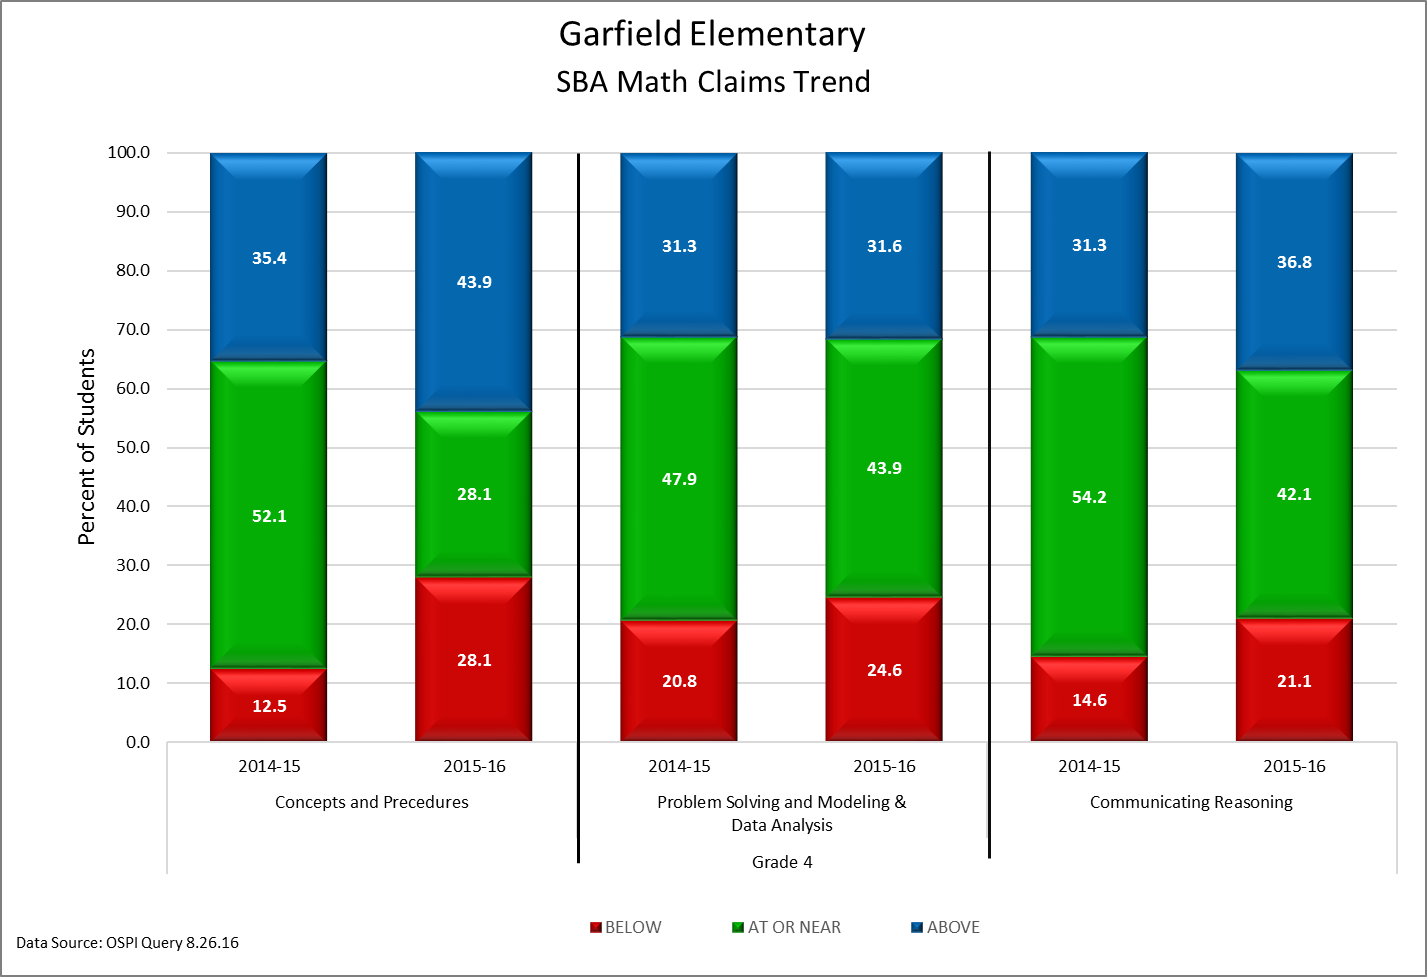 Garfield Elementary
SBA Math Claims Trend
Percent of Students
100.0
90.0
80.0
70.0
60.0
50.0
40.0
30.0
20.0
10.0
0.0
35.4
52.1
12.5
43.9
28.1
28.1
31.3
47.9
20.8
31.6
43.9
24.6
31.3
54.2
14.6
36.8
42.1
21.1
2014-15
2015-16
2014-15
2015-16
2014-15
2015-16
Concepts and Precedures
Problem Solving and Modeling &
Data Analysis
Communicating Reasoning
Grade 4
BELOW
AT OR NEAR
ABOVE
Data Source: OSPI Query 8.26.16